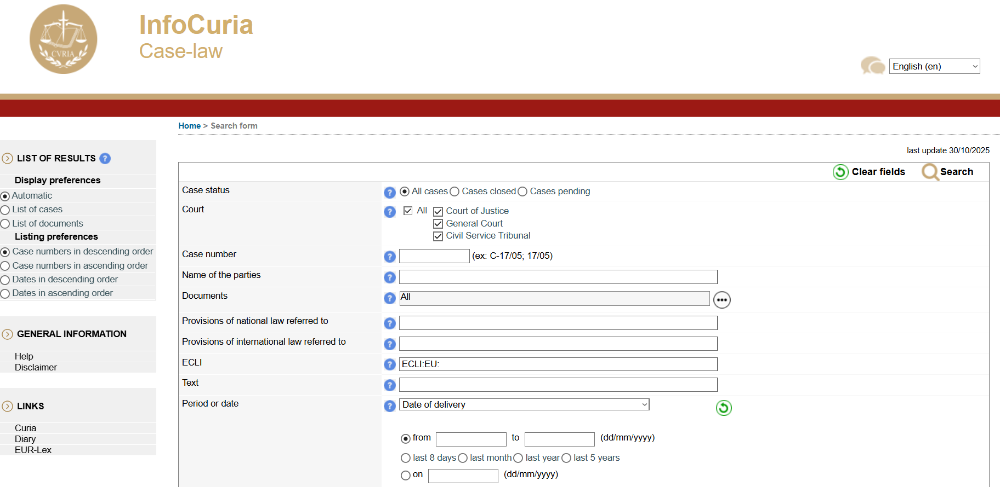 CVRIA
InfoCuria
Case-law
English (en)
Home > Search form
last update 30/10/2025
LIST OF RESULTS ?
Display preferences
Automatic
List of cases
List of documents
Listing preferences
Case numbers in descending order
Case numbers in ascending order
Dates in descending order
Dates in ascending order
GENERAL INFORMATION
Help
Disclaimer
LINKS
Curia
Diary
EUR-Lex
Clear fields Search
Case status ? All cases Cases closed Cases pending
Court ? All Court of Justice
General Court
Civil Service Tribunal
Case number ? (ex: C-17/05; 17/05)
Name of the parties ?
Documents ? All
Provisions of national law referred to ?
Provisions of international law referred to ?
ECLI ? ECLI:EU:
Text ?
Period or date ? Date of delivery
from to (dd/mm/yyyy)
last 8 days last month last year last 5 years
on (dd/mm/yyyy)